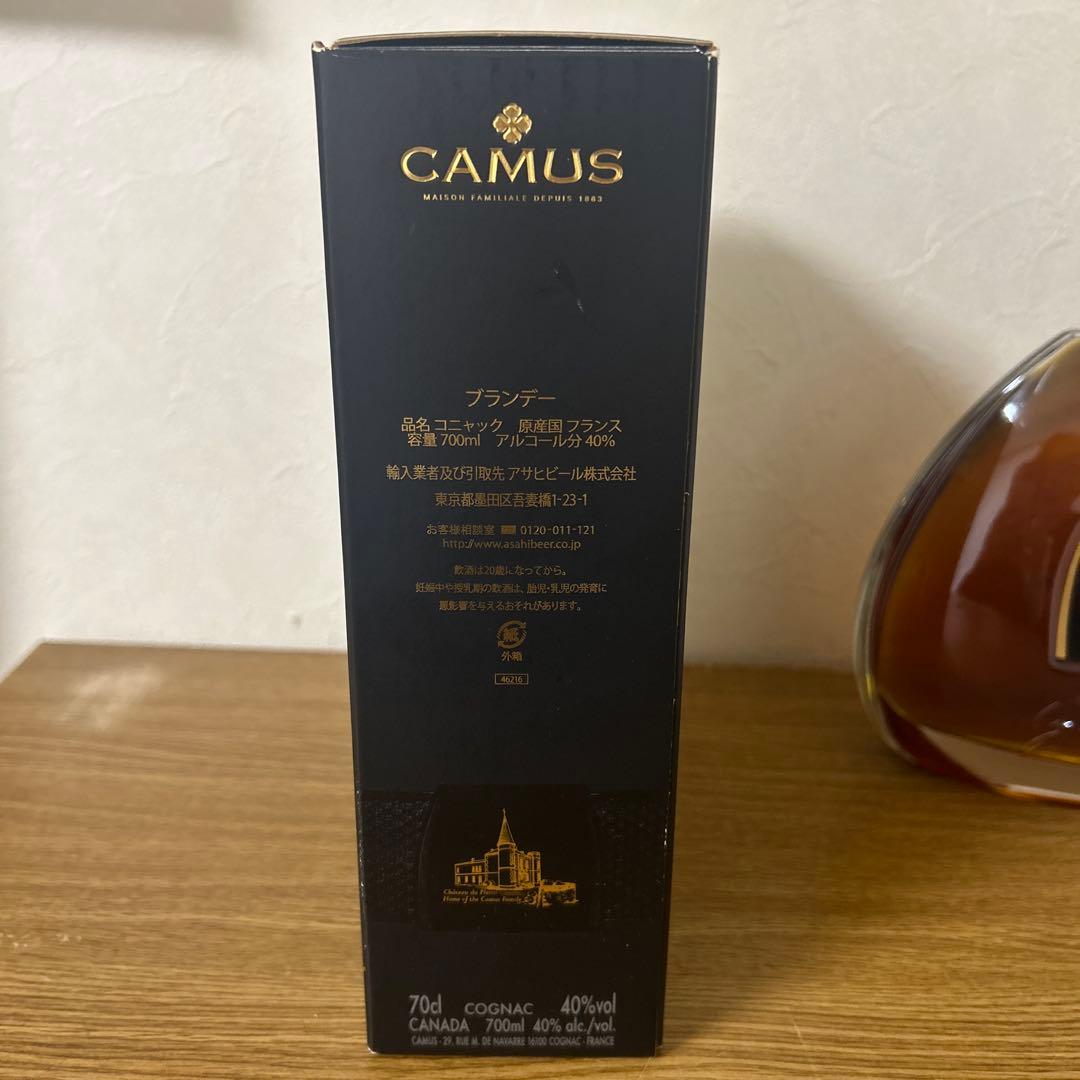 CAMUS
MAISON FAMILIALE DEPUIS 1863
ブランデー
品名 コニャック 原産国 フランス
容量 700ml アルコール分 40%
輸入業者及び引取先 アサヒビール株式会社
東京都墨田区吾妻橋1-23-1
お客様相談室 0120-011-121
http://www.asahibeer.co.jp
飲酒は20歳になってから。
妊娠中や授乳期の飲酒は、胎児・乳児の発育に
悪影響を与えるおそれがあります。
紙
外箱
46216
Château du Plessis
Home of the Camus Family
70cl COGNAC 40%vol
CANADA 700ml 40% alc./vol.
CAMUS - 29, RUE M. DE NAVARRE 16100 COGNAC - FRANCE